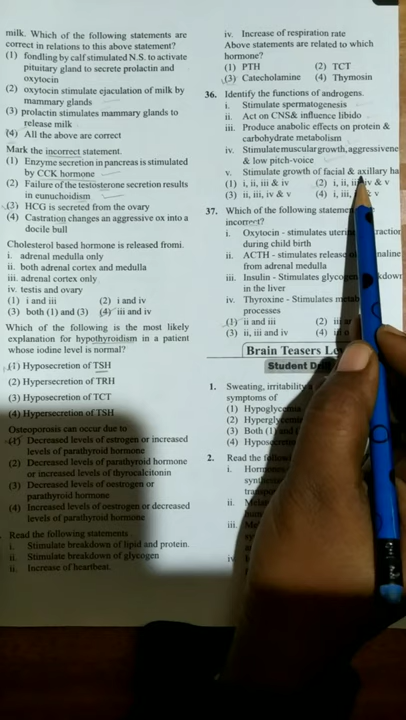 milk. Which of the following statements are
correct in relations to this above statement?
(1) fondling by calf stimulated N.S. to activate
pituitary gland to secrete prolactin and
oxytocin
(2) oxytocin stimulate ejaculation of milk by
mammary glands
(3) prolactin stimulates mammary glands to
release milk
(4) All the above are correct
Mark the incorrect statement.
(1) Enzyme secretion in pancreas is stimulated
by CCK hormone
(2) Failure of the testosterone secretion results
in eunuchoidism
(3) HCG is secreted from the ovary
(4) Castration changes an aggressive ox into a
docile bull
Cholesterol based hormone is released fromi.
i. adrenal medulla only
ii. both adrenal cortex and medulla
iii. adrenal cortex only
iv. testis and ovary
(1) i and iii (2) i and iv
(3) both (1) and (3) (4) iii and iv
Which of the following is the most likely
explanation for hypothyroidism in a patient
whose iodine level is normal?
(1) Hyposecretion of TSH
(2) Hypersecretion of TRH
(3) Hyposecretion of TCT
(4) Hypersecretion of TSH
Osteoporosis can occur due to
(1) Decreased levels of estrogen or increased
levels of parathyroid hormone
(2) Decreased levels of parathyroid hormone
or increased levels of thyrocalcitonin
(3) Decreased levels of oestrogen or
parathyroid hormone
(4) Increased levels of oestrogen or decreased
levels of parathyroid hormone
Read the following statements
i. Stimulate breakdown of lipid and protein.
ii. Stimulate breakdown of glycogen
ii. Increase of heartbeat.
iv. Increase of respiration rate
Above statements are related to which
hormone?
(1) PTH (2) TCT
(3) Catecholamine (4) Thymosin
36. Identify the functions of androgens.
i. Stimulate spermatogenesis
ii. Act on CNS& influence libido
iii. Produce anabolic effects on protein &
carbohydrate metabolism
iv. Stimulate muscular growth, aggressivene
& low pitch-voice
v. Stimulate growth of facial & axillary ha
(1) i, ii, iii & iv (2) i, ii, iv & v
(3) ii, iii, iv & v (4) i, iii, & v
37. Which of the following statemen
incorrect?
i. Oxytocin - stimulates uterin raction
during child birth
ii. ACTH - stimulates release o naline
from adrenal medulla
iii. Insulin - Stimulates glycogen kdown
in the liver
iv. Thyroxine - Stimulates metab
processes
(1) ii and iii (2) iii
(3) ii, iii and iv (4)
Brain Teasers Le
Student D
1. Sweating, irritability
symptoms of
(1) Hypoglycemia
(2) Hypergly
(3) Both (1)
(4) Hyposecretion
2. Read the follow
i. Hormon
synthe
transpo
ii.
iii.
iv